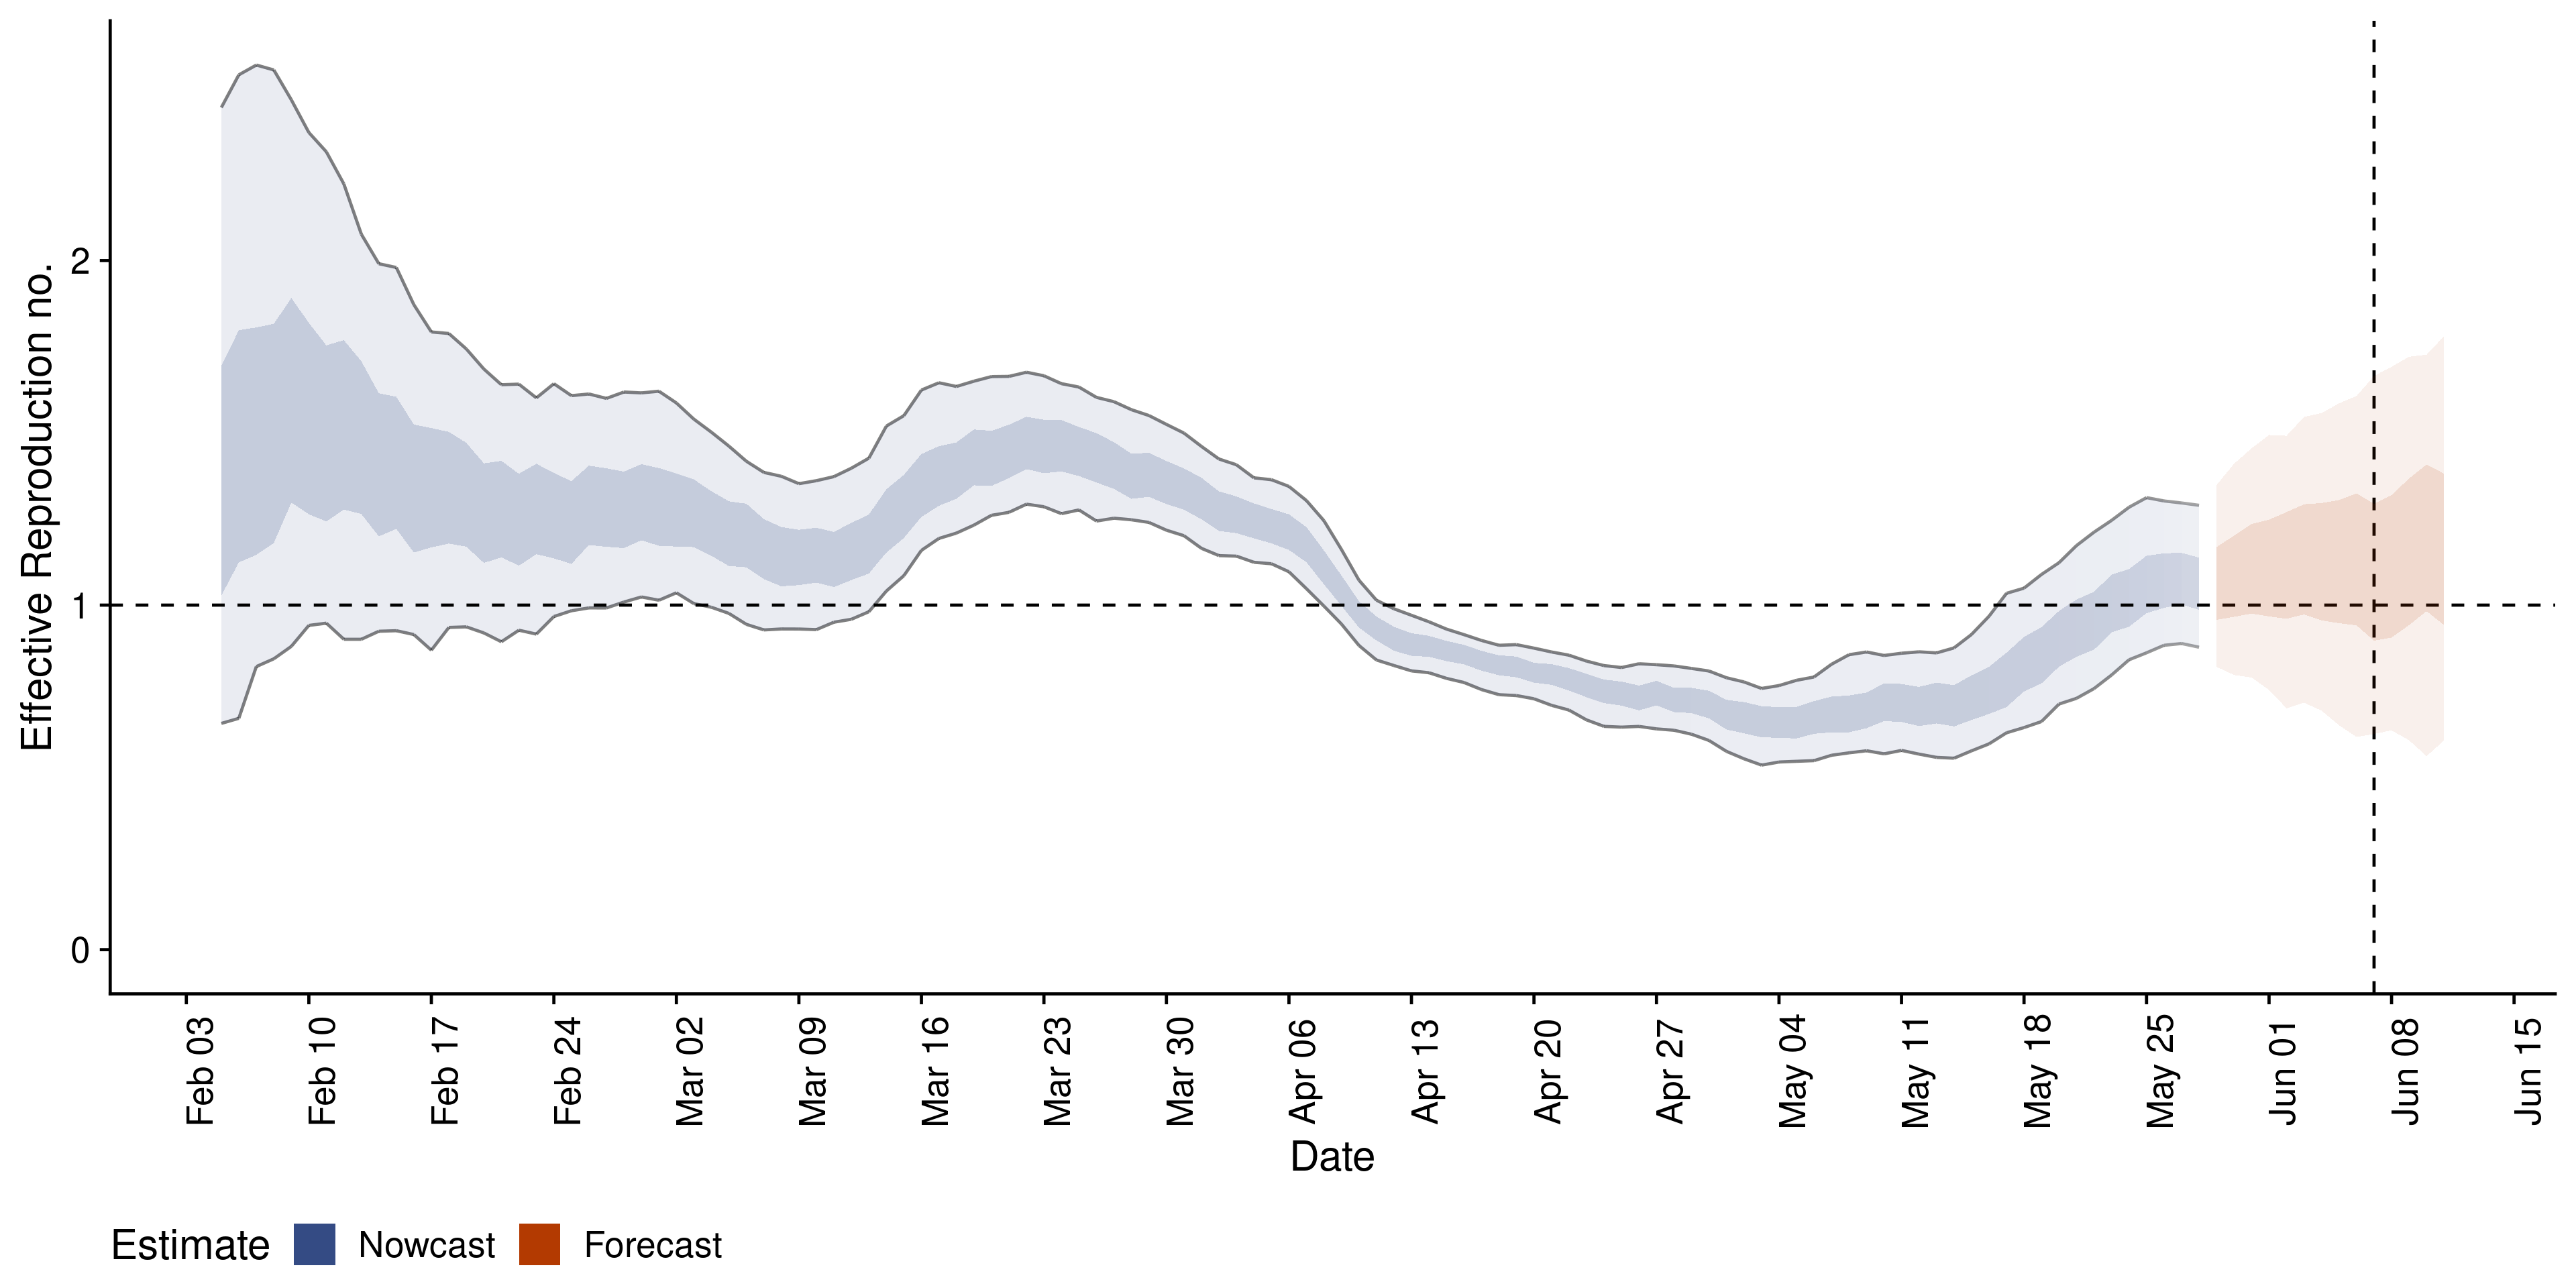 Effective Reproduction no.
2
1
0
Feb 03
Feb 10
Feb 17
Feb 24
Mar 02
Mar 09
Mar 16
Mar 23
Mar 30
Apr 06
Apr 13
Apr 20
Apr 27
May 04
May 11
May 18
May 25
Jun 01
Jun 08
Jun 15
Date
Estimate Nowcast Forecast